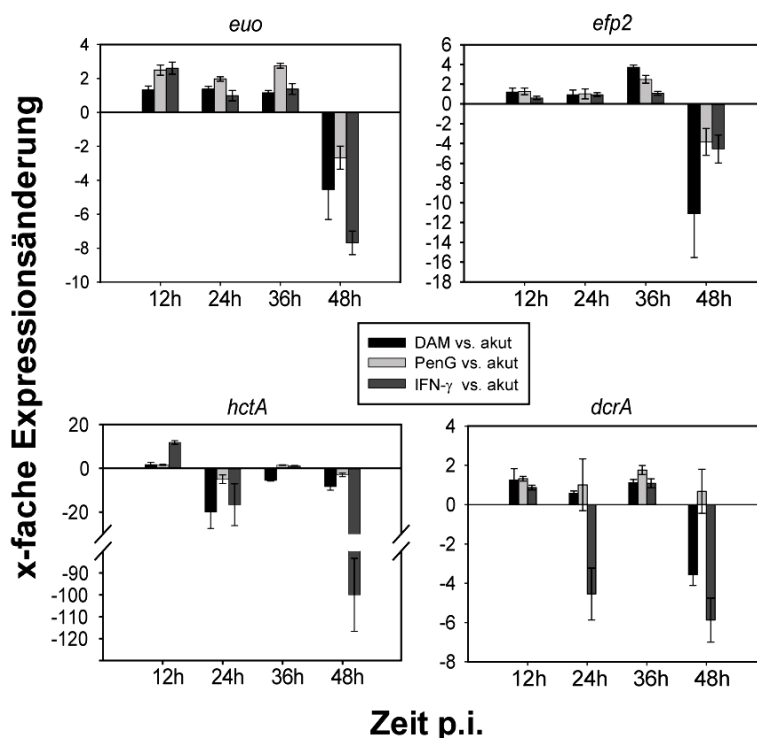 euo
efp2
4
2
0
-2
-4
-6
-8
-10
12h 24h 36h 48h
6
4
2
0
-2
-4
-6
-8
-10
-12
-14
-16
-18
12h 24h 36h 48h
DAM vs. akut
PenG vs. akut
IFN-γ vs. akut
hctA
dcrA
20
0
-20
-90
-100
-110
-120
12h 24h 36h 48h
4
2
0
-2
-4
-6
-8
12h 24h 36h 48h
x-fache Expressionsänderung
Zeit p.i.